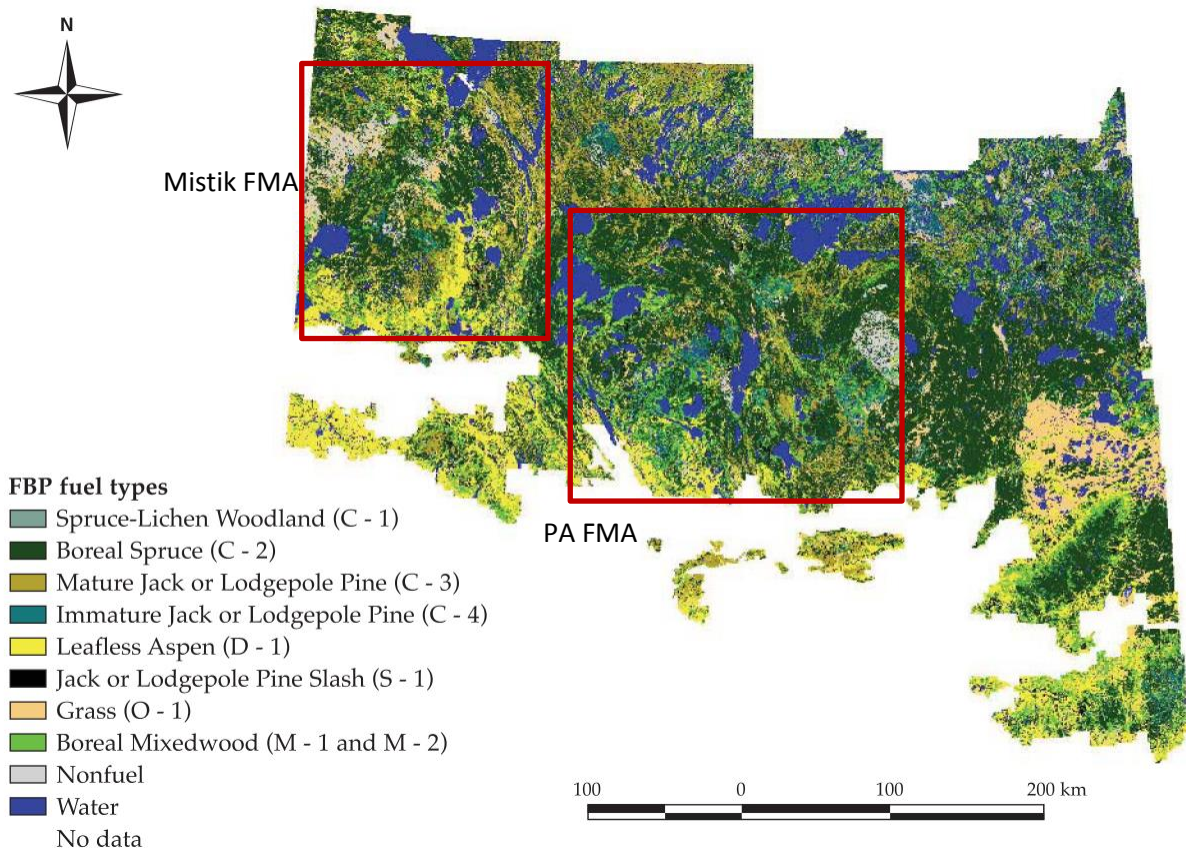 N
Mistik FMA
PA FMA
FBP fuel types
Spruce-Lichen Woodland (C - 1)
Boreal Spruce (C - 2)
Mature Jack or Lodgepole Pine (C - 3)
Immature Jack or Lodgepole Pine (C - 4)
Leafless Aspen (D - 1)
Jack or Lodgepole Pine Slash (S - 1)
Grass (O - 1)
Boreal Mixedwood (M - 1 and M - 2)
Nonfuel
Water
No data
100 0 100 200 km